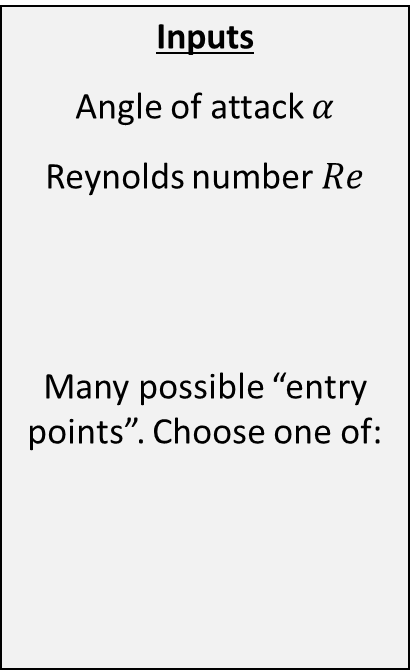 Inputs
Angle of attack α
Reynolds number Re
Many possible “entry
points”. Choose one of: